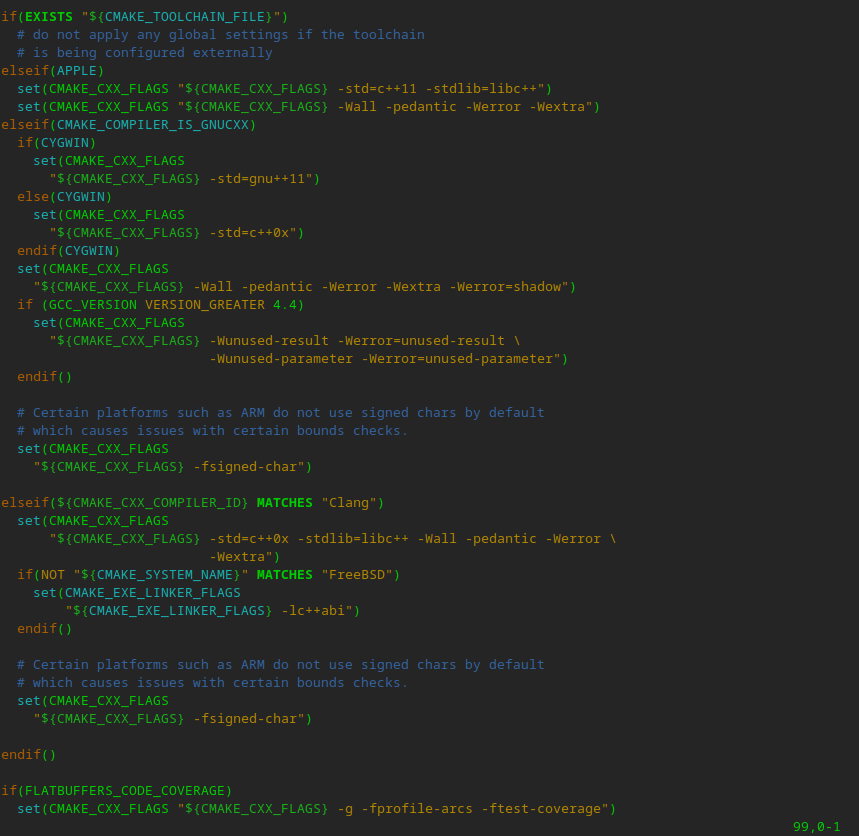 if(EXISTS "${CMAKE_TOOLCHAIN_FILE}")
  # do not apply any global settings if the toolchain
  # is being configured externally
elseif(APPLE)
  set(CMAKE_CXX_FLAGS "${CMAKE_CXX_FLAGS} -std=c++11 -stdlib=libc++")
  set(CMAKE_CXX_FLAGS "${CMAKE_CXX_FLAGS} -Wall -pedantic -Werror -Wextra")
elseif(CMAKE_COMPILER_IS_GNUCXX)
  if(CYGWIN)
    set(CMAKE_CXX_FLAGS
      "${CMAKE_CXX_FLAGS} -std=gnu++11")
  else(CYGWIN)
    set(CMAKE_CXX_FLAGS
      "${CMAKE_CXX_FLAGS} -std=c++0x")
  endif(CYGWIN)
  set(CMAKE_CXX_FLAGS
    "${CMAKE_CXX_FLAGS} -Wall -pedantic -Werror -Wextra -Werror=shadow")
  if (GCC_VERSION VERSION_GREATER 4.4)
    set(CMAKE_CXX_FLAGS
      "${CMAKE_CXX_FLAGS} -Wunused-result -Werror=unused-result \
                          -Wunused-parameter -Werror=unused-parameter")
  endif()

  # Certain platforms such as ARM do not use signed chars by default
  # which causes issues with certain bounds checks.
  set(CMAKE_CXX_FLAGS
    "${CMAKE_CXX_FLAGS} -fsigned-char")

elseif(${CMAKE_CXX_COMPILER_ID} MATCHES "Clang")
  set(CMAKE_CXX_FLAGS
      "${CMAKE_CXX_FLAGS} -std=c++0x -stdlib=libc++ -Wall -pedantic -Werror \
                          -Wextra")
  if(NOT "${CMAKE_SYSTEM_NAME}" MATCHES "FreeBSD")
    set(CMAKE_EXE_LINKER_FLAGS
        "${CMAKE_EXE_LINKER_FLAGS} -lc++abi")
  endif()

  # Certain platforms such as ARM do not use signed chars by default
  # which causes issues with certain bounds checks.
  set(CMAKE_CXX_FLAGS
    "${CMAKE_CXX_FLAGS} -fsigned-char")

endif()

if(FLATBUFFERS_CODE_COVERAGE)
  set(CMAKE_CXX_FLAGS "${CMAKE_CXX_FLAGS} -g -fprofile-arcs -ftest-coverage")
99,0-1